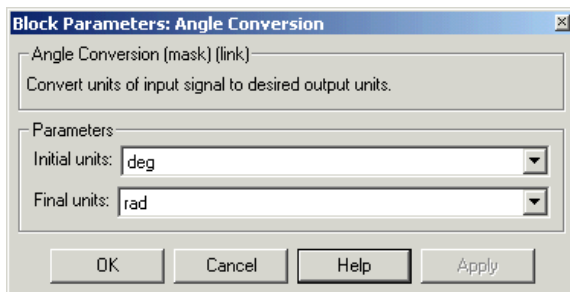 Block Parameters: Angle Conversion
Angle Conversion (mask) (link)
Convert units of input signal to desired output units.
Parameters
Initial units: deg
Final units: rad
OK Cancel Help Apply